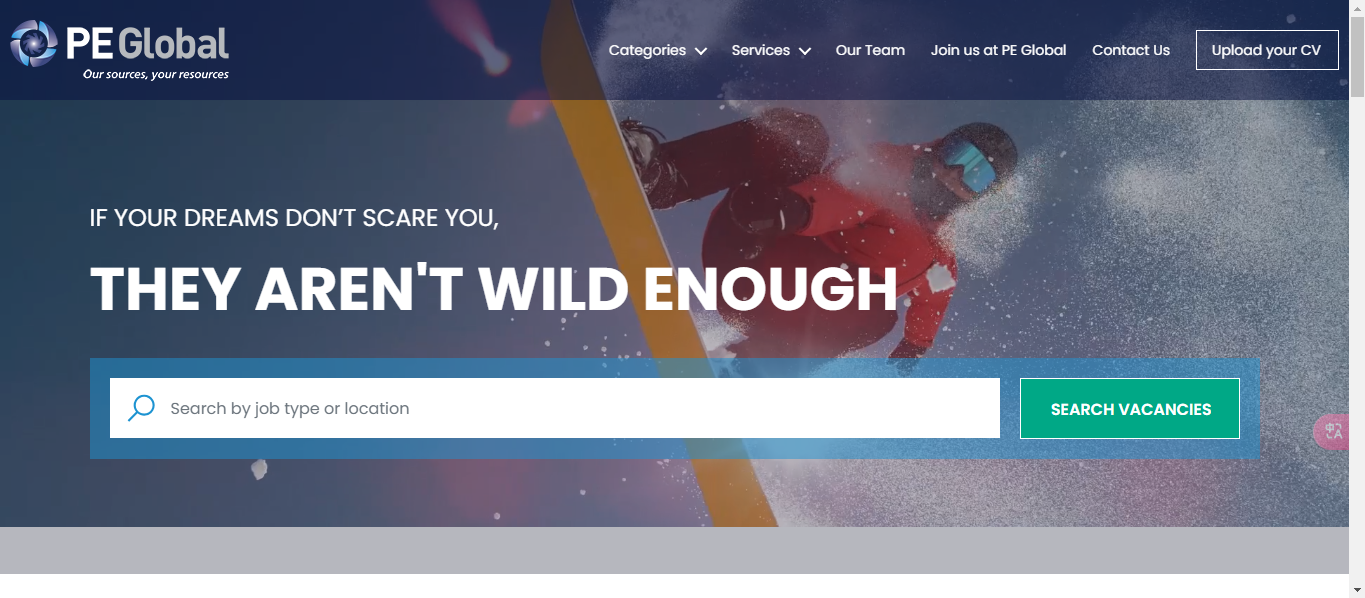 PE Global
Our sources, your resources
Categories
Services
Our Team
Join us at PE Global
Contact Us
Upload your CV
IF YOUR DREAMS DON’T SCARE YOU,
THEY AREN'T WILD ENOUGH
Search by job type or location
SEARCH VACANCIES
中A